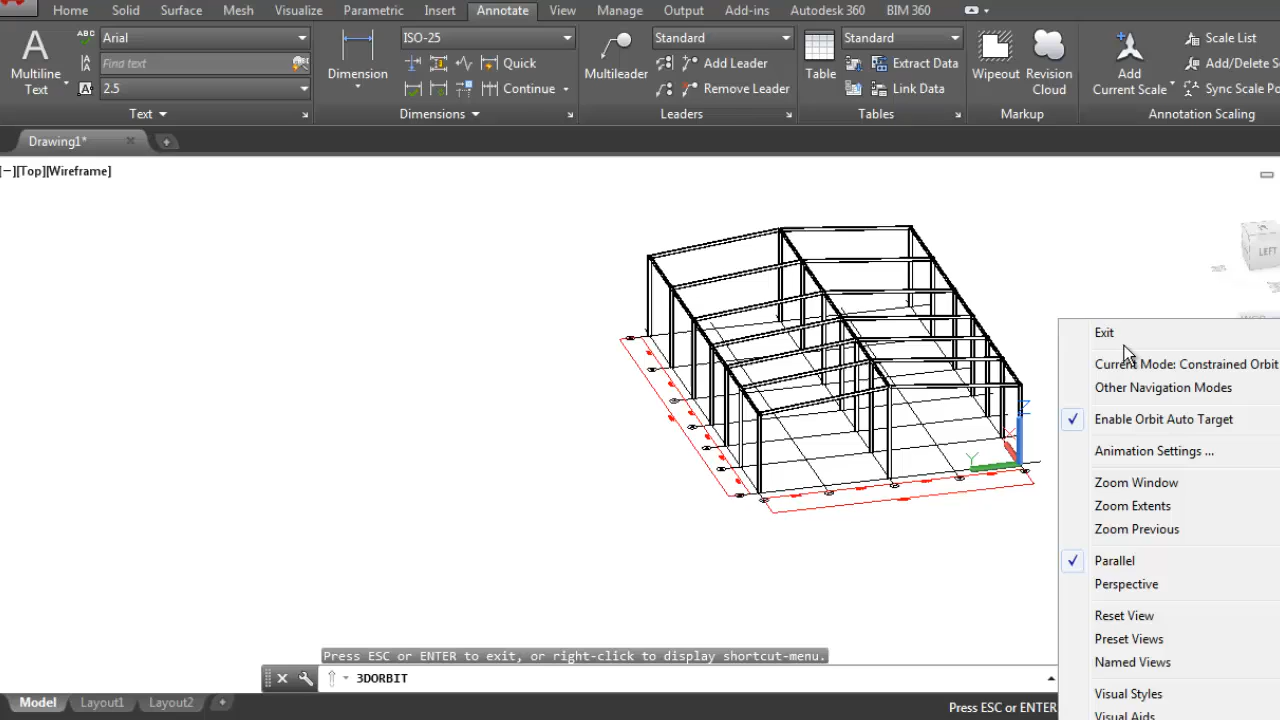 Home Solid Surface Mesh Visualize Parametric Insert Annotate View Manage Output Add-ins Autodesk 360 BIM 360
ABC Arial ISO-25 Standard Standard Scale List
Find text Quick Add Leader Extract Data Add/Delete S
A 2.5 Continue Remove Leader Link Data Sync Scale Po
Multiline Text
Dimension
Multileader
Table
Wipeout
Revision Cloud
Add Current Scale
Text Dimensions Leaders Tables Markup Annotation Scaling
Drawing1*
[−][Top][Wireframe]
LEFT
Z
X
Y
Exit
Current Mode: Constrained Orbit
Other Navigation Modes
Enable Orbit Auto Target
Animation Settings ...
Zoom Window
Zoom Extents
Zoom Previous
Parallel
Perspective
Reset View
Preset Views
Named Views
Visual Styles
Visual Aids
Press ESC or ENTER to exit, or right-click to display shortcut-menu.
3DORBIT
Model Layout1 Layout2
Press ESC or ENTER